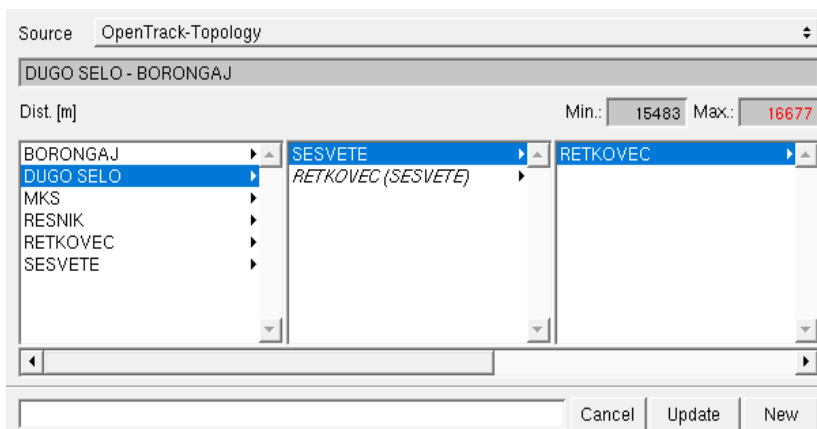 Source OpenTrack-Topology
DUGO SELO - BORONGAJ
Dist. [m] Min.: 15483 Max.: 16677
BORONGAJ
DUGO SELO
MKS
RESNIK
RETKOVEC
SESVETE
SESVETE
RETKOVEC (SESVETE)
RETKOVEC
Cancel Update New